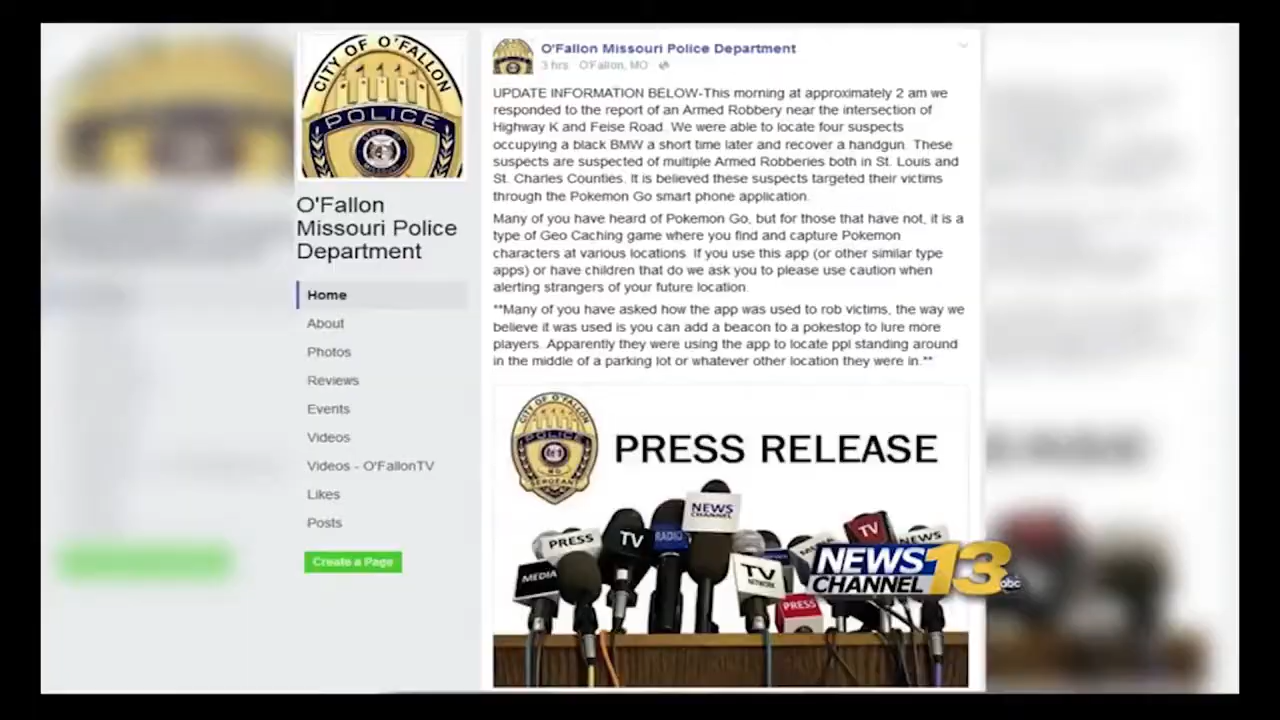 CITY OF O'FALLON
POLICE
O'Fallon
Missouri Police
Department
Home
About
Photos
Reviews
Events
Videos
Videos - O'FallonTV
Likes
Posts
Create a Page
O'Fallon Missouri Police Department
3 hrs · O'Fallon, MO ·
UPDATE INFORMATION BELOW-This morning at approximately 2 am we
responded to the report of an Armed Robbery near the intersection of
Highway K and Feise Road. We were able to locate four suspects
occupying a black BMW a short time later and recover a handgun. These
suspects are suspected of multiple Armed Robberies both in St. Louis and
St. Charles Counties. It is believed these suspects targeted their victims
through the Pokemon Go smart phone application.
Many of you have heard of Pokemon Go, but for those that have not, it is a
type of Geo Caching game where you find and capture Pokemon
characters at various locations. If you use this app (or other similar type
apps) or have children that do we ask you to please use caution when
alerting strangers of your future location.
**Many of you have asked how the app was used to rob victims, the way we
believe it was used is you can add a beacon to a pokestop to lure more
players. Apparently they were using the app to locate ppl standing around
in the middle of a parking lot or whatever other location they were in.**
CITY OF O'FALLON
POLICE
MO.
SERGEANT
PRESS RELEASE
NEWS
CHANNEL
PRESS
TV
RADIO
TV
NEWS
MEDIA
TV
NETWORK
PRESS
NEWS
CHANNEL 13
abc